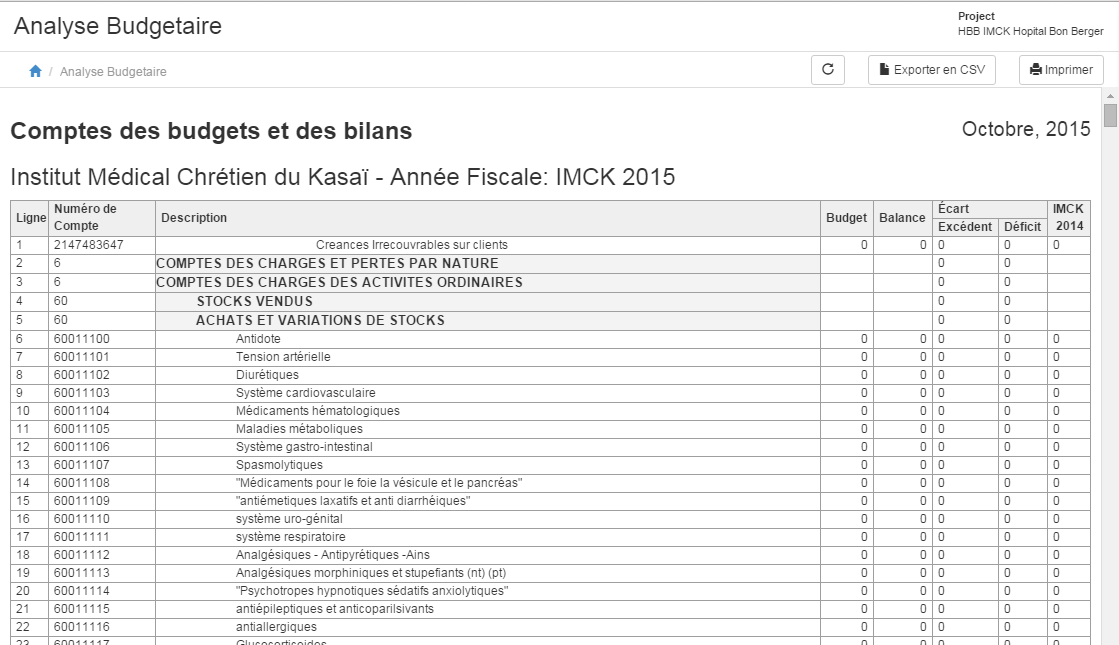 Analyse Budgetaire
Project
HBB IMCK Hopital Bon Berger
/ Analyse Budgetaire
Exporter en CSV
Imprimer
Comptes des budgets et des bilans
Octobre, 2015
Institut Médical Chrétien du Kasaï - Année Fiscale: IMCK 2015
Ligne Numéro de Compte Description Budget Balance Écart Excédent Déficit IMCK 2014
1 2147483647 Creances Irrecouvrables sur clients 0 0 0 0 0
2 6 COMPTES DES CHARGES ET PERTES PAR NATURE 0 0
3 6 COMPTES DES CHARGES DES ACTIVITES ORDINAIRES 0 0
4 60 STOCKS VENDUS 0 0
5 60 ACHATS ET VARIATIONS DE STOCKS 0 0
6 60011100 Antidote 0 0 0 0 0
7 60011101 Tension artérielle 0 0 0 0 0
8 60011102 Diurétiques 0 0 0 0 0
9 60011103 Système cardiovasculaire 0 0 0 0 0
10 60011104 Médicaments hématologiques 0 0 0 0 0
11 60011105 Maladies métaboliques 0 0 0 0 0
12 60011106 Système gastro-intestinal 0 0 0 0 0
13 60011107 Spasmolytiques 0 0 0 0 0
14 60011108 "Médicaments pour le foie la vésicule et le pancréas" 0 0 0 0 0
15 60011109 "antiémetiques laxatifs et anti diarrhéiques" 0 0 0 0 0
16 60011110 système uro-génital 0 0 0 0 0
17 60011111 système respiratoire 0 0 0 0 0
18 60011112 Analgésiques - Antipyrétiques -Ains 0 0 0 0 0
19 60011113 Analgésiques morphiniques et stupefiants (nt) (pt) 0 0 0 0 0
20 60011114 "Psychotropes hypnotiques sédatifs anxiolytiques" 0 0 0 0 0
21 60011115 antiépileptiques et anticoparilsivants 0 0 0 0 0
22 60011116 antiallergiques 0 0 0 0 0
23 60011117 Glucocorticoides 0 0 0 0 0